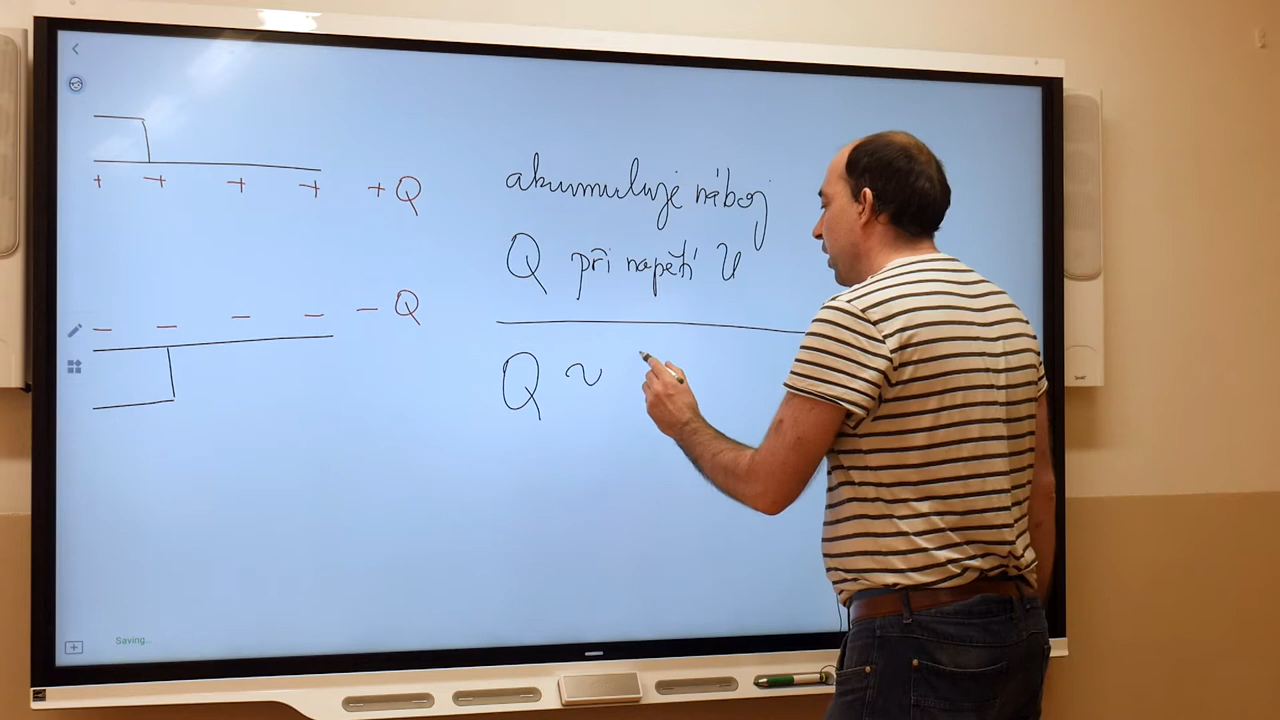 + + + + + Q
akumuluje náboj
Q při napětí U
− − − − − Q
Q ~
Saving...